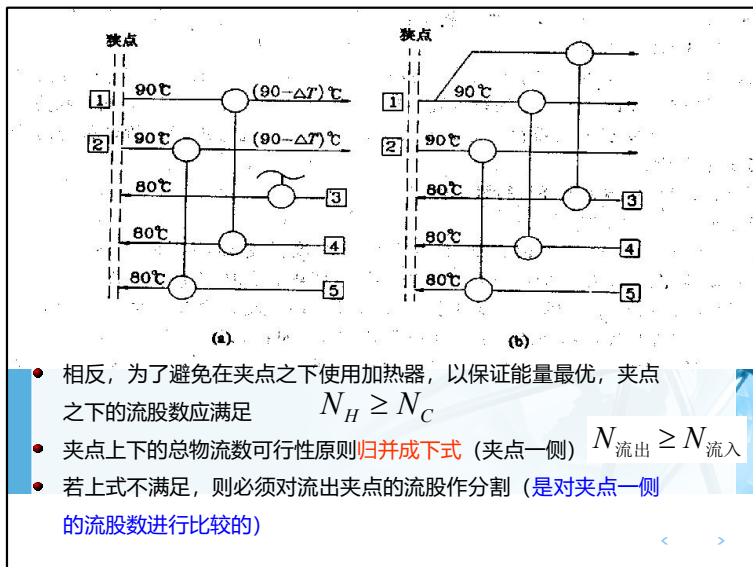 狭点
狭点
1
90℃
(90-ΔT)℃
2
90℃
(90-ΔT)℃
80℃
3
80℃
4
80℃
5
(a)
1
90℃
2
90℃
80℃
3
80℃
4
80℃
5
(b)
相反，为了避免在夹点之下使用加热器，以保证能量最优，夹点
之下的流股数应满足 N_H ≥ N_C
夹点上下的总物流数可行性原则归并成下式（夹点一侧） N流出 ≥ N流入
若上式不满足，则必须对流出夹点的流股作分割（是对夹点一侧
的流股数进行比较的）
< >